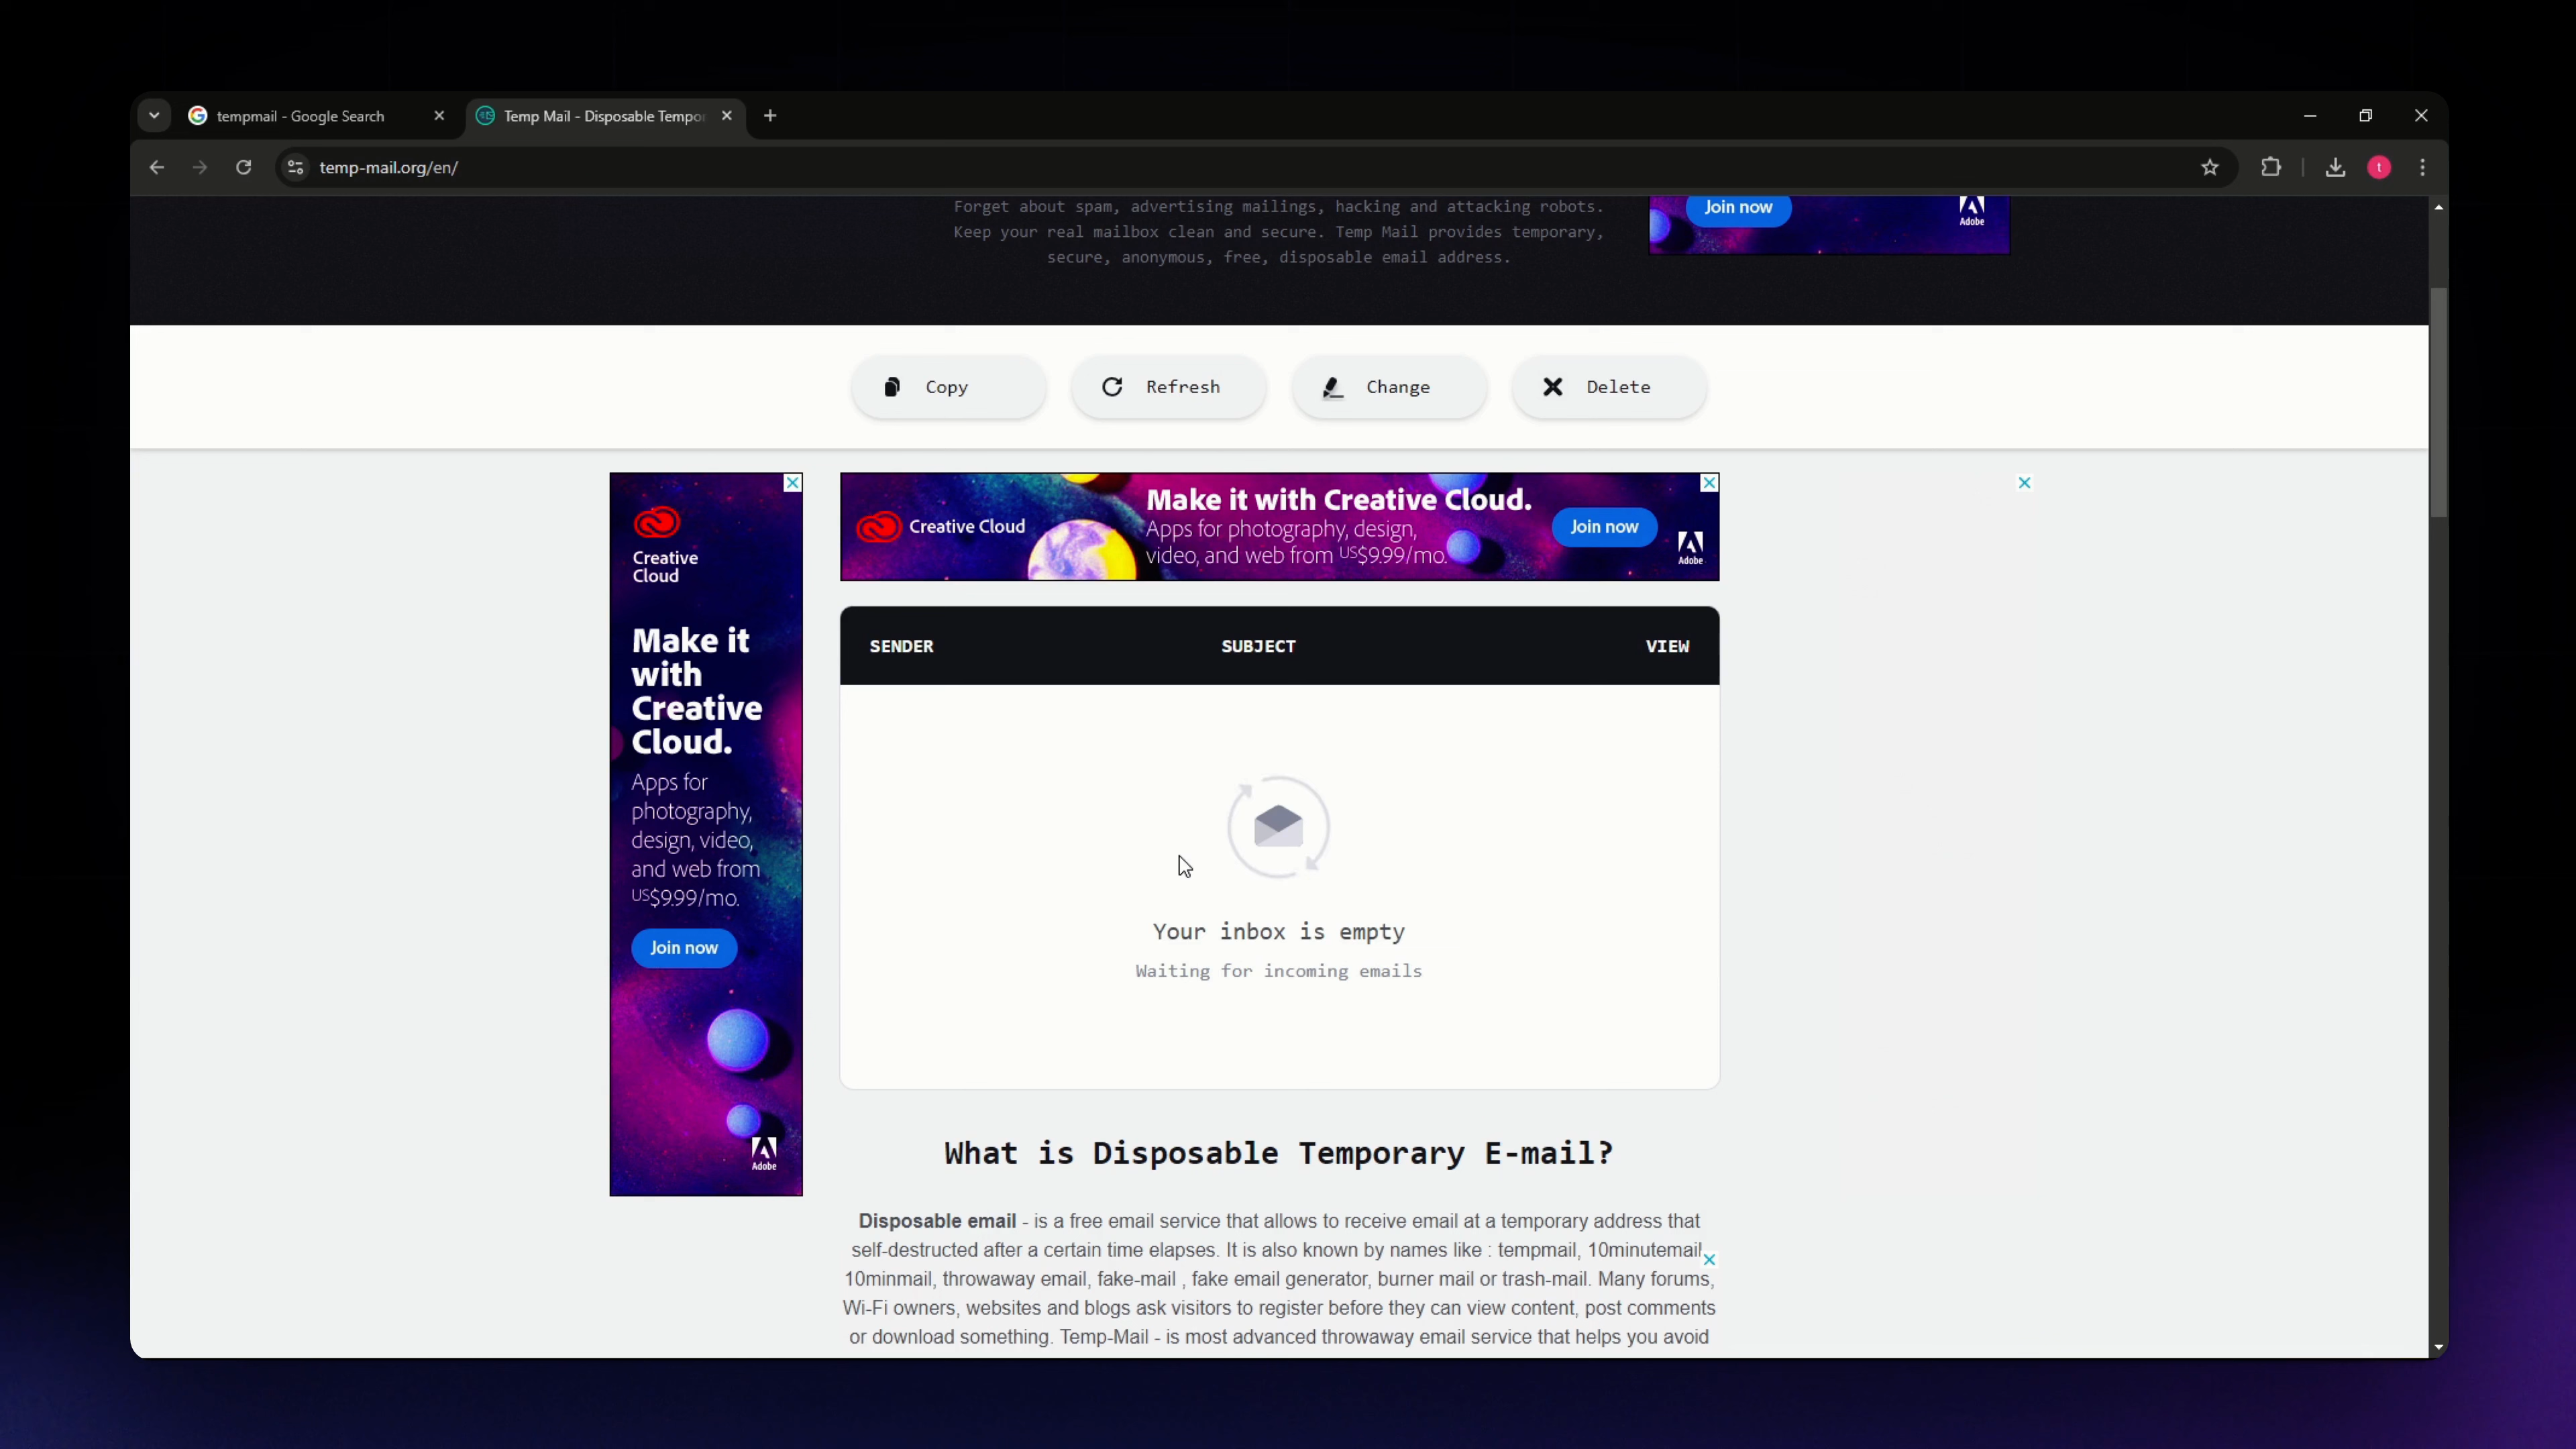 tempmail - Google Search
Temp Mail - Disposable Tempo
temp-mail.org/en/
t
Forget about spam, advertising mailings, hacking and attacking robots.
Keep your real mailbox clean and secure. Temp Mail provides temporary,
secure, anonymous, free, disposable email address.
Join now
Adobe
Copy
Refresh
Change
Delete
Creative
Cloud
Make it
with
Creative
Cloud.
Apps for
photography,
design, video,
and web from
US$9.99/mo.
Join now
Adobe
Creative Cloud
Make it with Creative Cloud.
Apps for photography, design,
video, and web from US$9.99/mo.
Join now
Adobe
SENDER
SUBJECT
VIEW
Your inbox is empty
Waiting for incoming emails
What is Disposable Temporary E-mail?
Disposable email - is a free email service that allows to receive email at a temporary address that
self-destructed after a certain time elapses. It is also known by names like : tempmail, 10minutemail
10minmail, throwaway email, fake-mail , fake email generator, burner mail or trash-mail. Many forums,
Wi-Fi owners, websites and blogs ask visitors to register before they can view content, post comments
or download something. Temp-Mail - is most advanced throwaway email service that helps you avoid